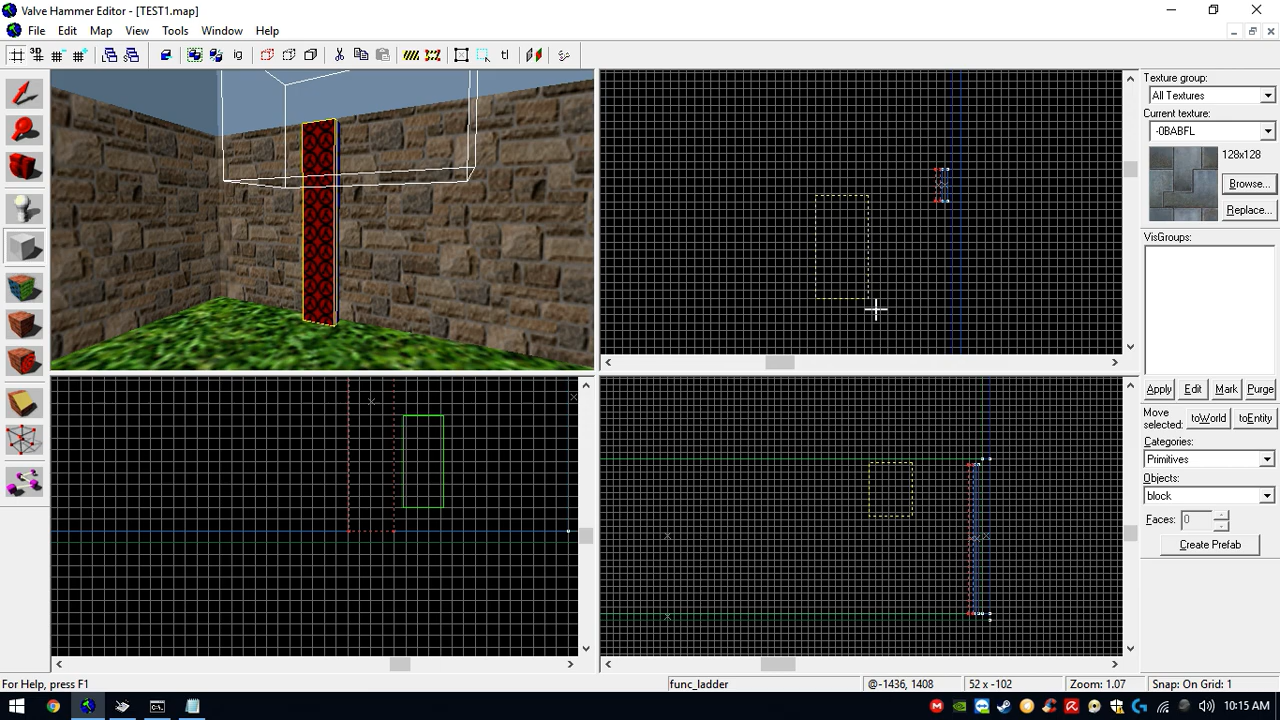 Valve Hammer Editor - [TEST1.map]
File Edit Map View Tools Window Help
3D
ig
tl
Texture group:
All Textures
Current texture:
-0BABFL
128x128
Browse...
Replace...
VisGroups:
Apply Edit Mark Purge
Move selected: toWorld toEntity
Categories:
Primitives
Objects:
block
Faces: 0
Create Prefab
For Help, press F1
func_ladder
@-1436, 1408
52 x -102
Zoom: 1.07
Snap: On Grid: 1
10:15 AM